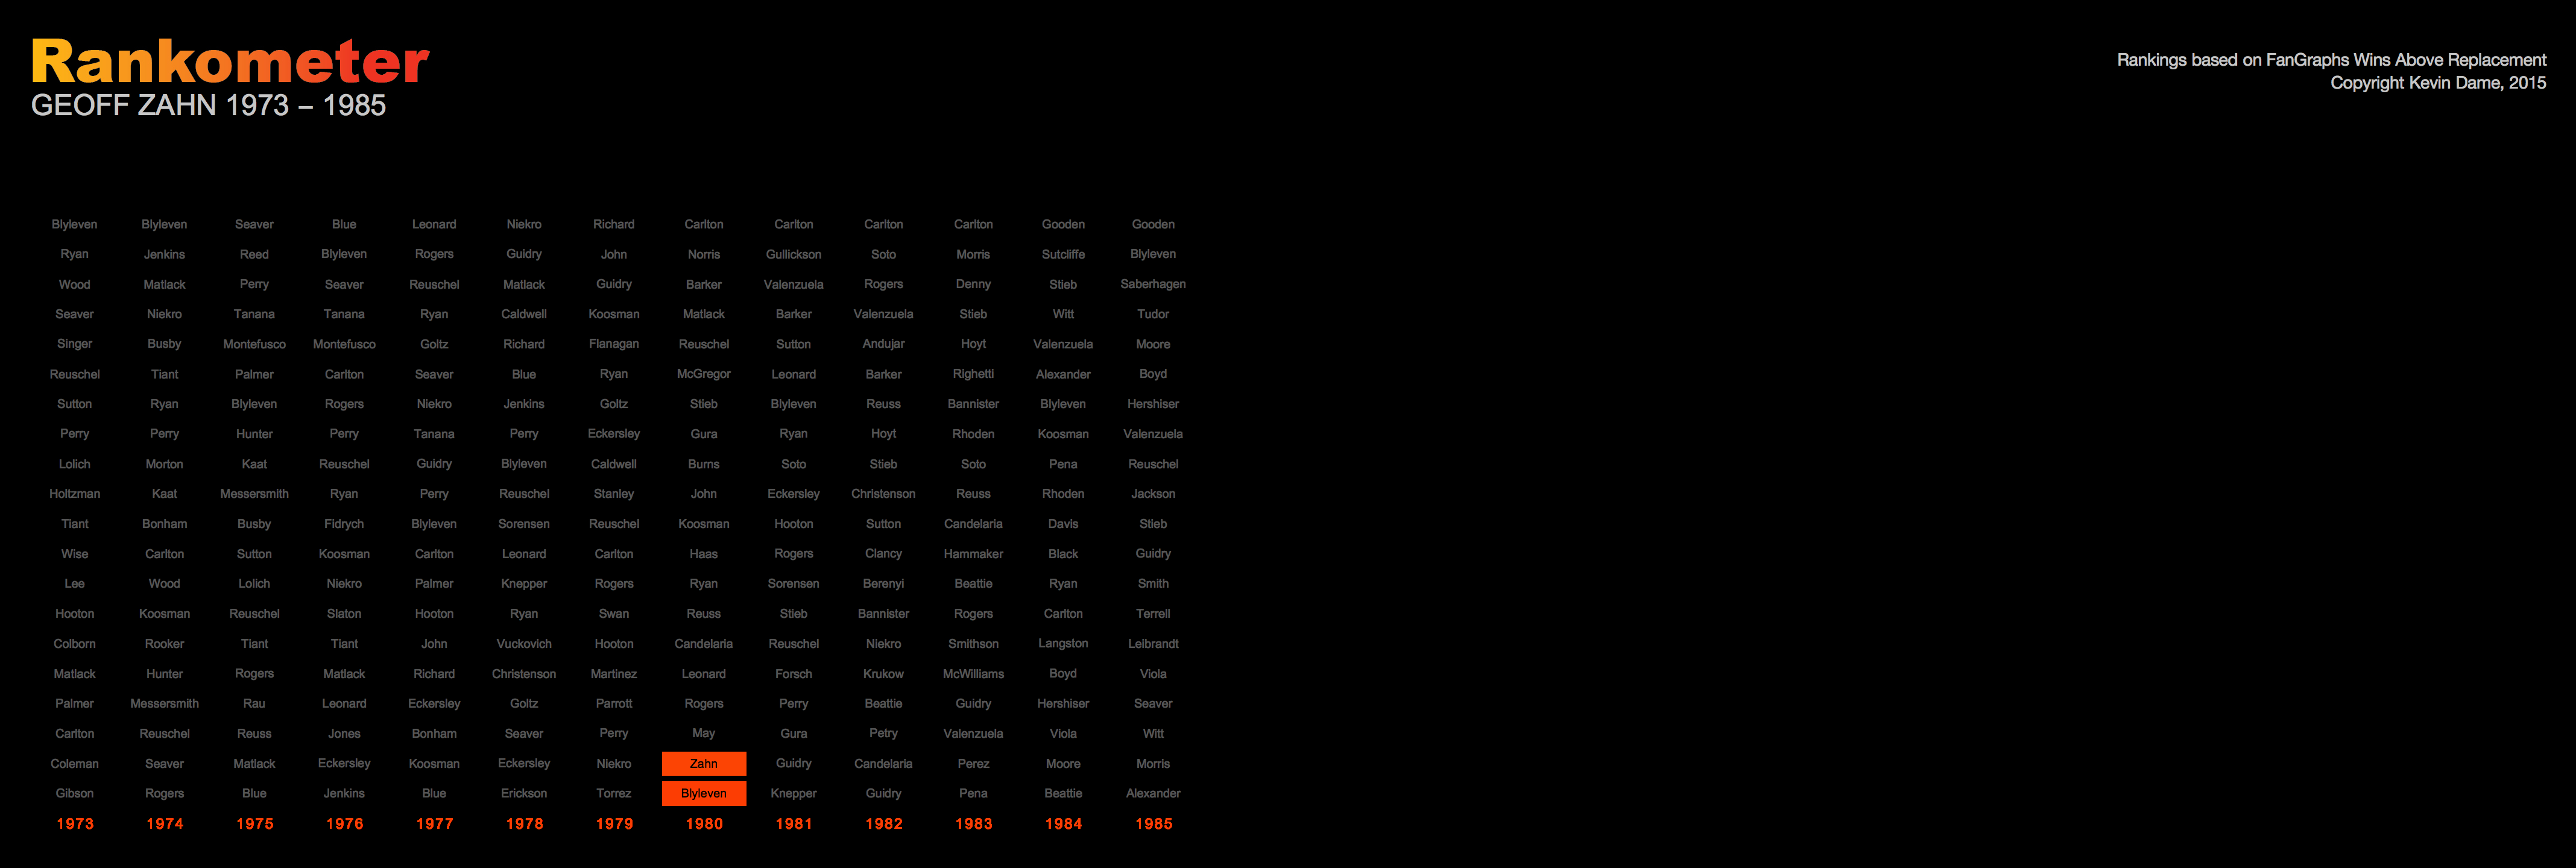 Rankometer
GEOFF ZAHN 1973 – 1985
Rankings based on FanGraphs Wins Above Replacement
Copyright Kevin Dame, 2015
Blyleven Blyleven Seaver Blue Leonard Niekro Richard Carlton Carlton Carlton Carlton Gooden Gooden
Ryan Jenkins Reed Blyleven Rogers Guidry John Norris Gullickson Soto Morris Sutcliffe Blyleven
Wood Matlack Perry Seaver Reuschel Matlack Guidry Barker Valenzuela Rogers Denny Stieb Saberhagen
Seaver Niekro Tanana Tanana Ryan Caldwell Koosman Matlack Barker Valenzuela Stieb Witt Tudor
Singer Busby Montefusco Montefusco Goltz Richard Flanagan Reuschel Sutton Andujar Hoyt Valenzuela Moore
Reuschel Tiant Palmer Carlton Seaver Blue Ryan McGregor Leonard Barker Righetti Alexander Boyd
Sutton Ryan Blyleven Rogers Niekro Jenkins Goltz Stieb Blyleven Reuss Bannister Blyleven Hershiser
Perry Perry Hunter Perry Tanana Perry Eckersley Gura Ryan Hoyt Rhoden Koosman Valenzuela
Lolich Morton Kaat Reuschel Guidry Blyleven Caldwell Burns Soto Stieb Soto Pena Reuschel
Holtzman Kaat Messersmith Ryan Perry Reuschel Stanley John Eckersley Christenson Reuss Rhoden Jackson
Tiant Bonham Busby Fidrych Blyleven Sorensen Reuschel Koosman Hooton Sutton Candelaria Davis Stieb
Wise Carlton Sutton Koosman Carlton Leonard Carlton Haas Rogers Clancy Hammaker Black Guidry
Lee Wood Lolich Niekro Palmer Knepper Rogers Ryan Sorensen Berenyi Beattie Ryan Smith
Hooton Koosman Reuschel Slaton Hooton Ryan Swan Reuss Stieb Bannister Rogers Carlton Terrell
Colborn Rooker Tiant Tiant John Vuckovich Hooton Candelaria Reuschel Niekro Smithson Langston Leibrandt
Matlack Hunter Rogers Matlack Richard Christenson Martinez Leonard Forsch Krukow McWilliams Boyd Viola
Palmer Messersmith Rau Leonard Eckersley Goltz Parrott Rogers Perry Beattie Guidry Hershiser Seaver
Carlton Reuschel Reuss Jones Bonham Seaver Perry May Gura Petry Valenzuela Viola Witt
Coleman Seaver Matlack Eckersley Koosman Eckersley Niekro Zahn Guidry Candelaria Perez Moore Morris
Gibson Rogers Blue Jenkins Blue Erickson Torrez Blyleven Knepper Guidry Pena Beattie Alexander
1973 1974 1975 1976 1977 1978 1979 1980 1981 1982 1983 1984 1985